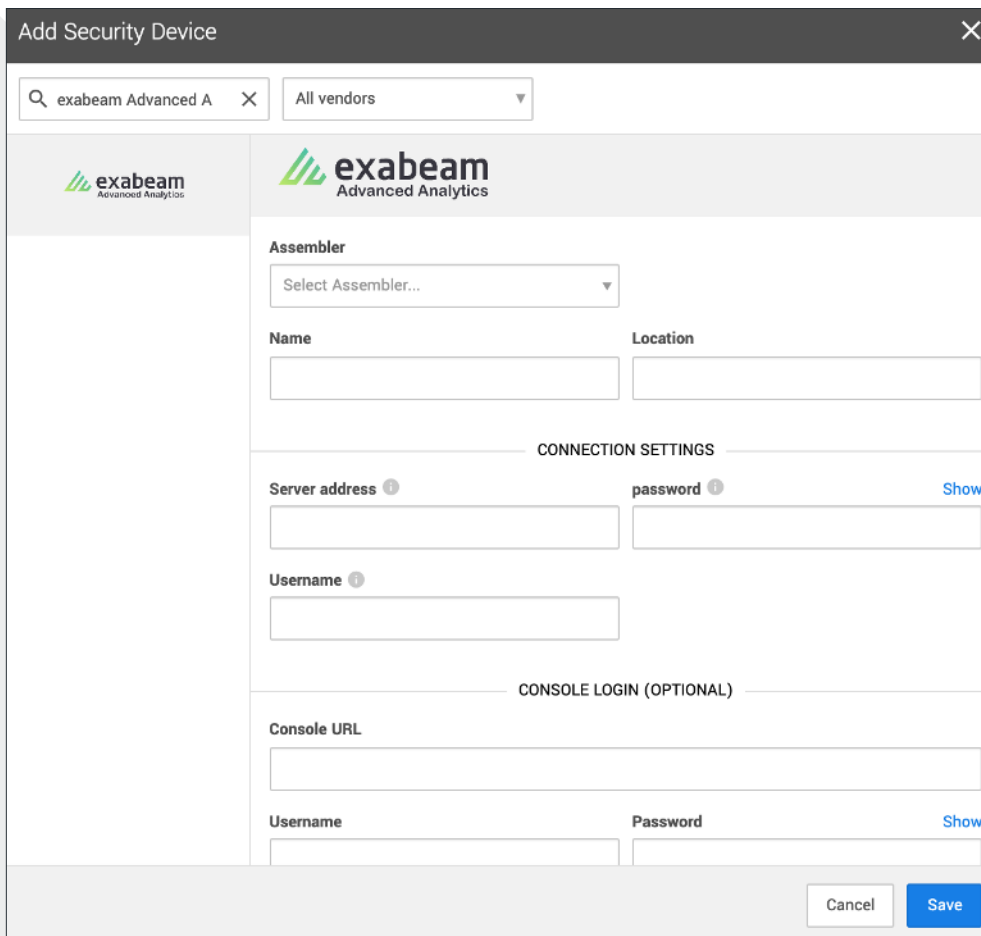 Add Security Device
exabeam Advanced A
All vendors
exabeam
Advanced Analytics
exabeam
Advanced Analytics
Assembler
Select Assembler...
Name Location
CONNECTION SETTINGS
Server address password Show
Username
CONSOLE LOGIN (OPTIONAL)
Console URL
Username Password Show
Cancel Save